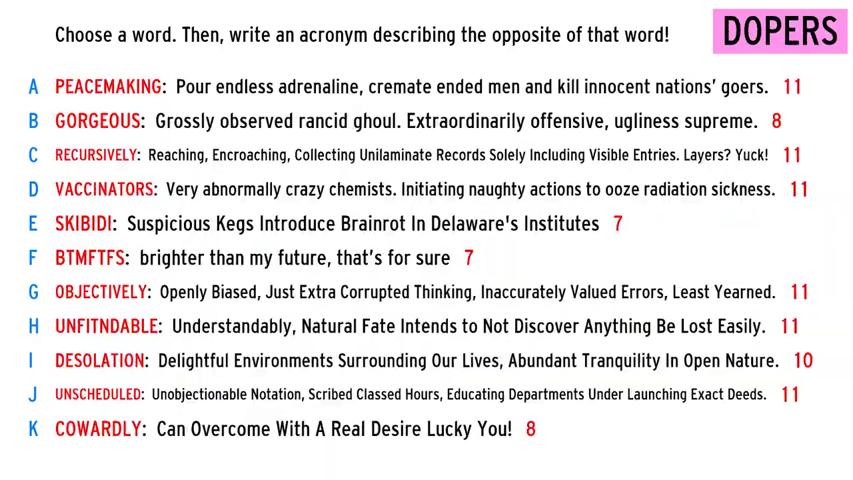 Choose a word. Then, write an acronym describing the opposite of that word!
DOPERS
A PEACEMAKING: Pour endless adrenaline, cremate ended men and kill innocent nations' goers. 11
B GORGEOUS: Grossly observed rancid ghoul. Extraordinarily offensive, ugliness supreme. 8
C RECURSIVELY: Reaching, Encroaching, Collecting Unilaminate Records Solely Including Visible Entries. Layers? Yuck! 11
D VACCINATORS: Very abnormally crazy chemists. Initiating naughty actions to ooze radiation sickness. 11
E SKIBIDI: Suspicious Kegs Introduce Brainrot In Delaware's Institutes 7
F BTMFTFS: brighter than my future, that's for sure 7
G OBJECTIVELY: Openly Biased, Just Extra Corrupted Thinking, Inaccurately Valued Errors, Least Yearned. 11
H UNFITNDABLE: Understandably, Natural Fate Intends to Not Discover Anything Be Lost Easily. 11
I DESOLATION: Delightful Environments Surrounding Our Lives, Abundant Tranquility In Open Nature. 10
J UNSCHEDULED: Unobjectionable Notation, Scribed Classed Hours, Educating Departments Under Launching Exact Deeds. 11
K COWARDLY: Can Overcome With A Real Desire Lucky You! 8